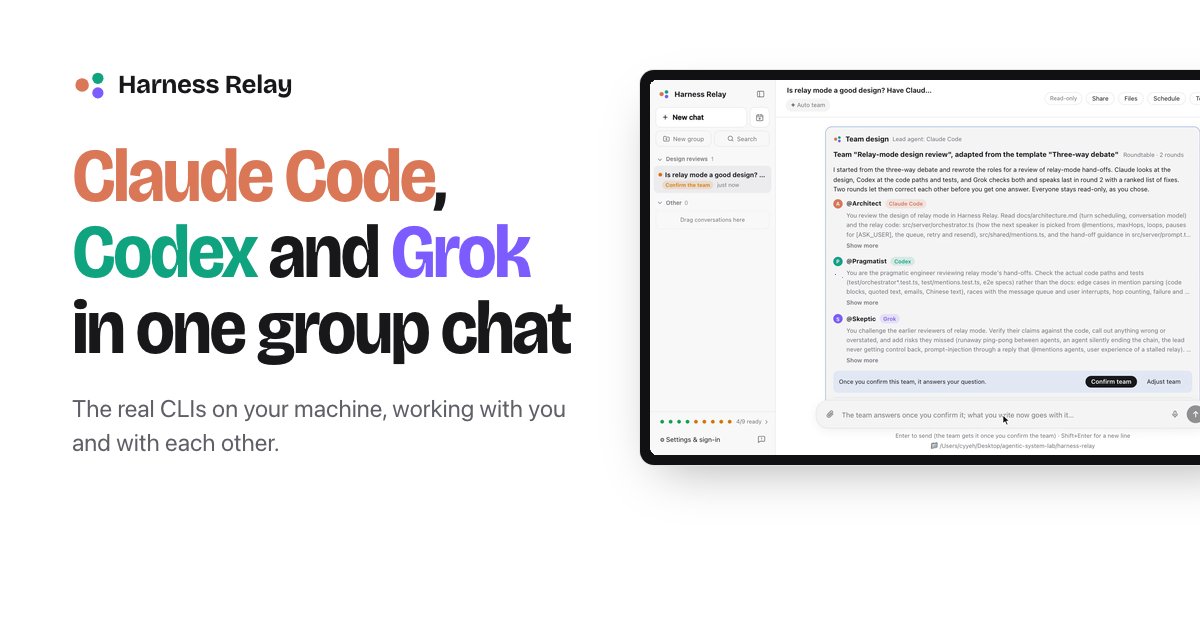 Harness Relay
Claude Code,
Codex and Grok
in one group chat
The real CLIs on your machine, working with you
and with each other.
Harness Relay
+ New chat
New group
Search
Design reviews 1
Is relay mode a good design? ...
Confirm the team just now
Other 0
Drag conversations here
4/9 ready
Settings & sign-in
Is relay mode a good design? Have Claud...
Auto team
Read-only
Share
Files
Schedule
Team design Lead agent: Claude Code
Team "Relay-mode design review", adapted from the template "Three-way debate" Roundtable · 2 rounds
I started from the three-way debate and rewrote the roles for a review of relay-mode hand-offs. Claude looks at the
design, Codex at the code paths and tests, and Grok checks both and speaks last in round 2 with a ranked list of fixes.
Two rounds let them correct each other before you get one answer. Everyone stays read-only, as you chose.
A @Architect Claude Code
You review the design of relay mode in Harness Relay. Read docs/architecture.md (turn scheduling, conversation model)
and the relay code: src/server/orchestrator.ts (how the next speaker is picked from @mentions, maxHops, loops, pauses
for [ASK_USER], the queue, retry and resend), src/shared/mentions.ts, and the hand-off guidance in src/server/prompt.t...
Show more
P @Pragmatist Codex
You are the pragmatic engineer reviewing relay mode's hand-offs. Check the actual code paths and tests
(test/orchestrator*.test.ts, test/mentions.test.ts, e2e specs) rather than the docs: edge cases in mention parsing (code
blocks, quoted text, emails, Chinese text), races with the message queue and user interrupts, hop counting, failure and ...
Show more
S @Skeptic Grok
You challenge the earlier reviewers of relay mode. Verify their claims against the code, call out anything wrong or
overstated, and add risks they missed (runaway ping-pong between agents, an agent silently ending the chain, the lead
never getting control back, prompt-injection through a reply that @mentions agents, user experience of a stalled relay). ...
Show more
Once you confirm this team, it answers your question.
Confirm team
Adjust team
The team answers once you confirm it; what you write now goes with it...
Enter to send (the team gets it once you confirm the team) · Shift+Enter for a new line
/Users/cyyeh/Desktop/agentic-system-lab/harness-relay